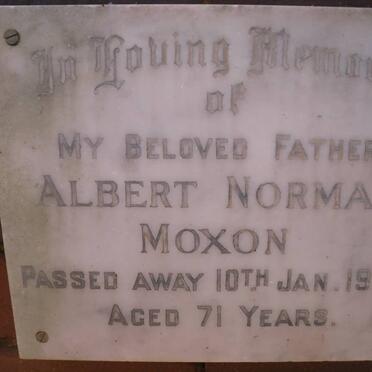 In Loving Memo
of
MY BELOVED FATHER
ALBERT NORMA
MOXON
PASSED AWAY 10TH JAN. 19
AGED 71 YEARS.